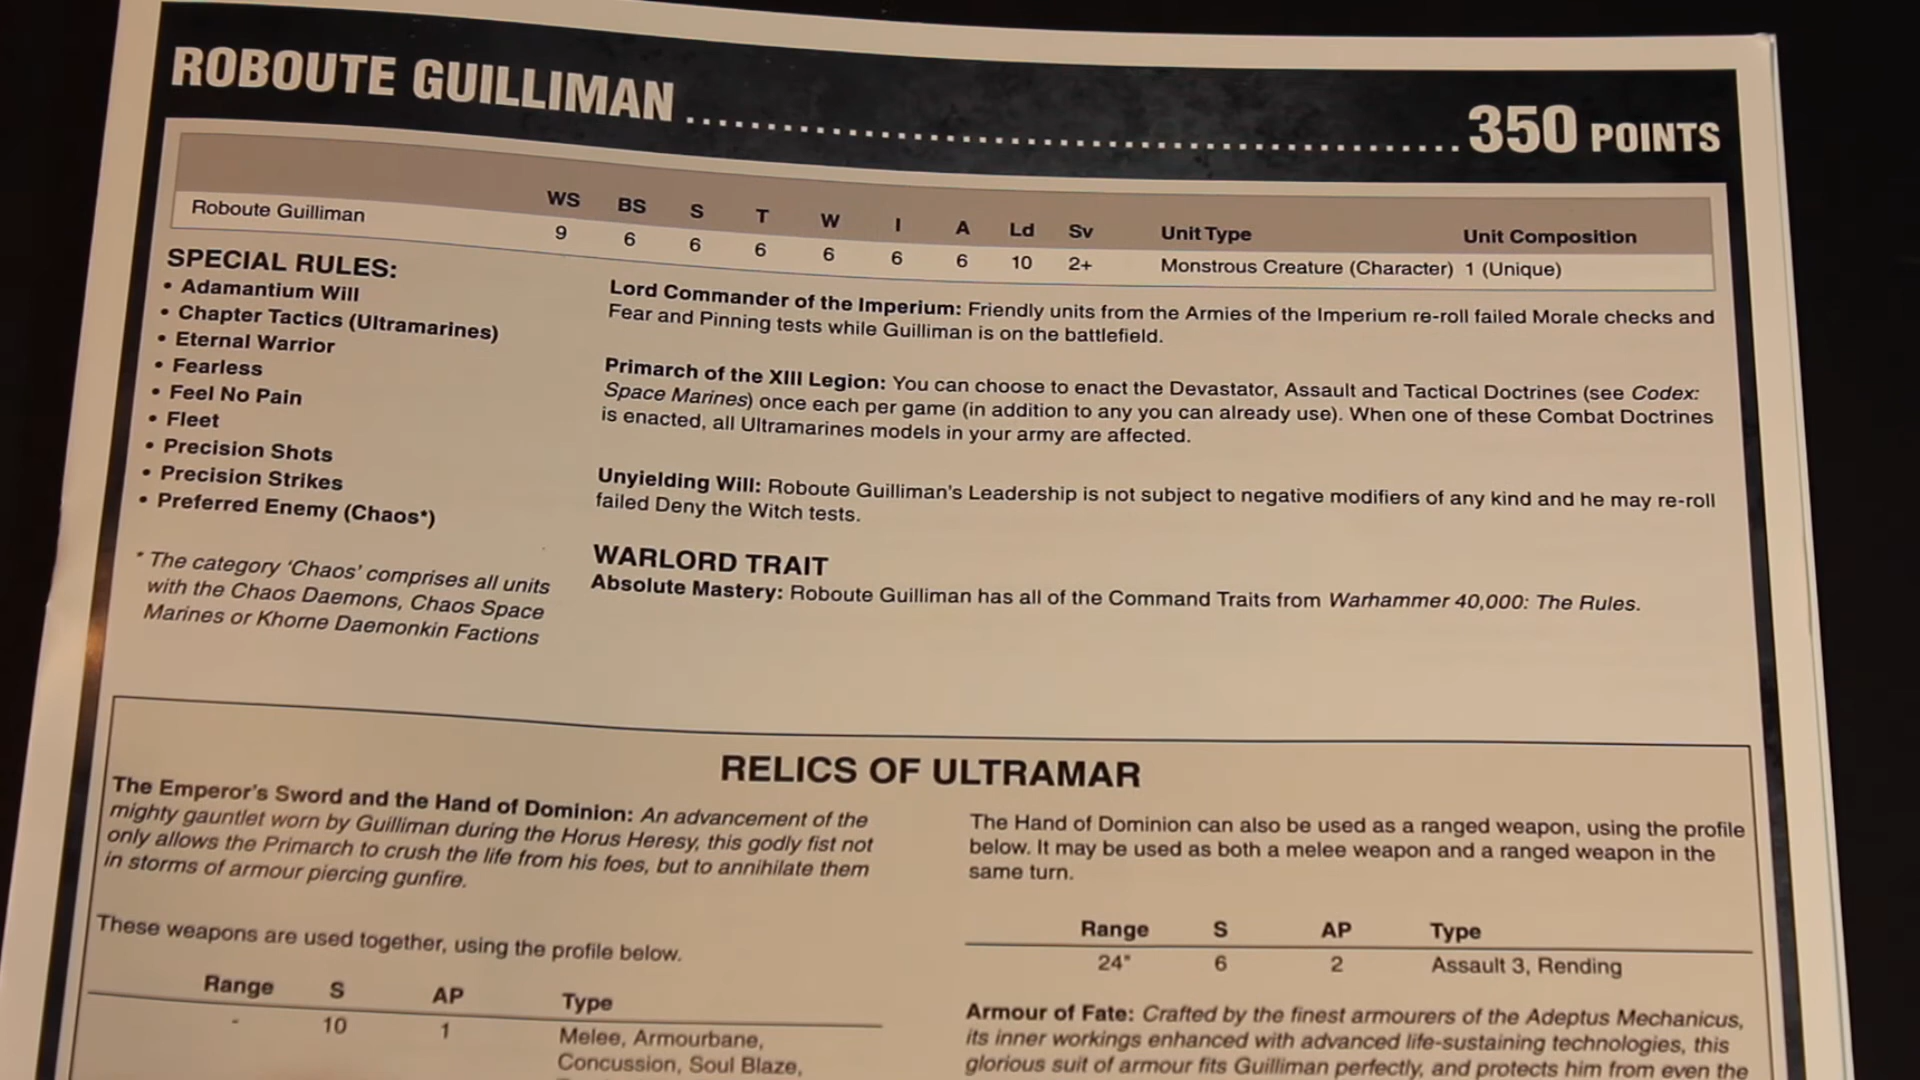 ROBOUTE GUILLIMAN ........................................ 350 POINTS
WS BS S T W I A Ld Sv Unit Type Unit Composition
Roboute Guilliman 9 6 6 6 6 6 6 10 2+ Monstrous Creature (Character) 1 (Unique)
SPECIAL RULES:
• Adamantium Will
• Chapter Tactics (Ultramarines)
• Eternal Warrior
• Fearless
• Feel No Pain
• Fleet
• Precision Shots
• Precision Strikes
• Preferred Enemy (Chaos*)
* The category ‘Chaos’ comprises all units
with the Chaos Daemons, Chaos Space
Marines or Khorne Daemonkin Factions
Lord Commander of the Imperium: Friendly units from the Armies of the Imperium re-roll failed Morale checks and
Fear and Pinning tests while Guilliman is on the battlefield.
Primarch of the XIII Legion: You can choose to enact the Devastator, Assault and Tactical Doctrines (see Codex:
Space Marines) once each per game (in addition to any you can already use). When one of these Combat Doctrines
is enacted, all Ultramarines models in your army are affected.
Unyielding Will: Roboute Guilliman’s Leadership is not subject to negative modifiers of any kind and he may re-roll
failed Deny the Witch tests.
WARLORD TRAIT
Absolute Mastery: Roboute Guilliman has all of the Command Traits from Warhammer 40,000: The Rules.
RELICS OF ULTRAMAR
The Emperor’s Sword and the Hand of Dominion: An advancement of the
mighty gauntlet worn by Guilliman during the Horus Heresy, this godly fist not
only allows the Primarch to crush the life from his foes, but to annihilate them
in storms of armour piercing gunfire.
These weapons are used together, using the profile below.
Range S AP Type
- 10 1 Melee, Armourbane,
Concussion, Soul Blaze,
The Hand of Dominion can also be used as a ranged weapon, using the profile
below. It may be used as both a melee weapon and a ranged weapon in the
same turn.
Range S AP Type
24" 6 2 Assault 3, Rending
Armour of Fate: Crafted by the finest armourers of the Adeptus Mechanicus,
its inner workings enhanced with advanced life-sustaining technologies, this
glorious suit of armour fits Guilliman perfectly, and protects him from even the